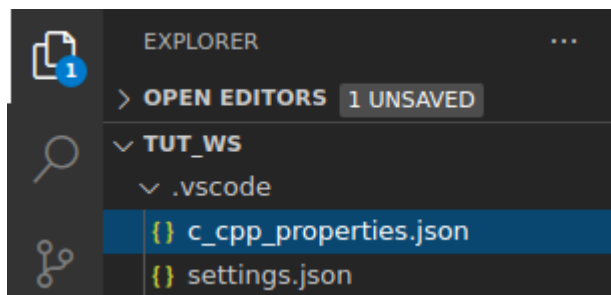 EXPLORER ...
1
> OPEN EDITORS 1 UNSAVED
TUT_WS
.vscode
{} c_cpp_properties.json
{} settings.json